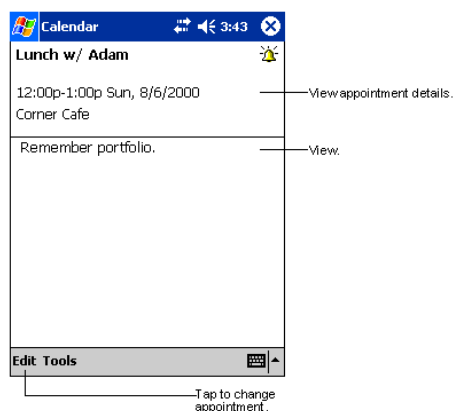 Calendar 3:43
Lunch w/ Adam
12:00p-1:00p Sun, 8/6/2000
View appointment details.
Corner Cafe
Remember portfolio.
View.
Edit Tools
Tap to change
appointment.